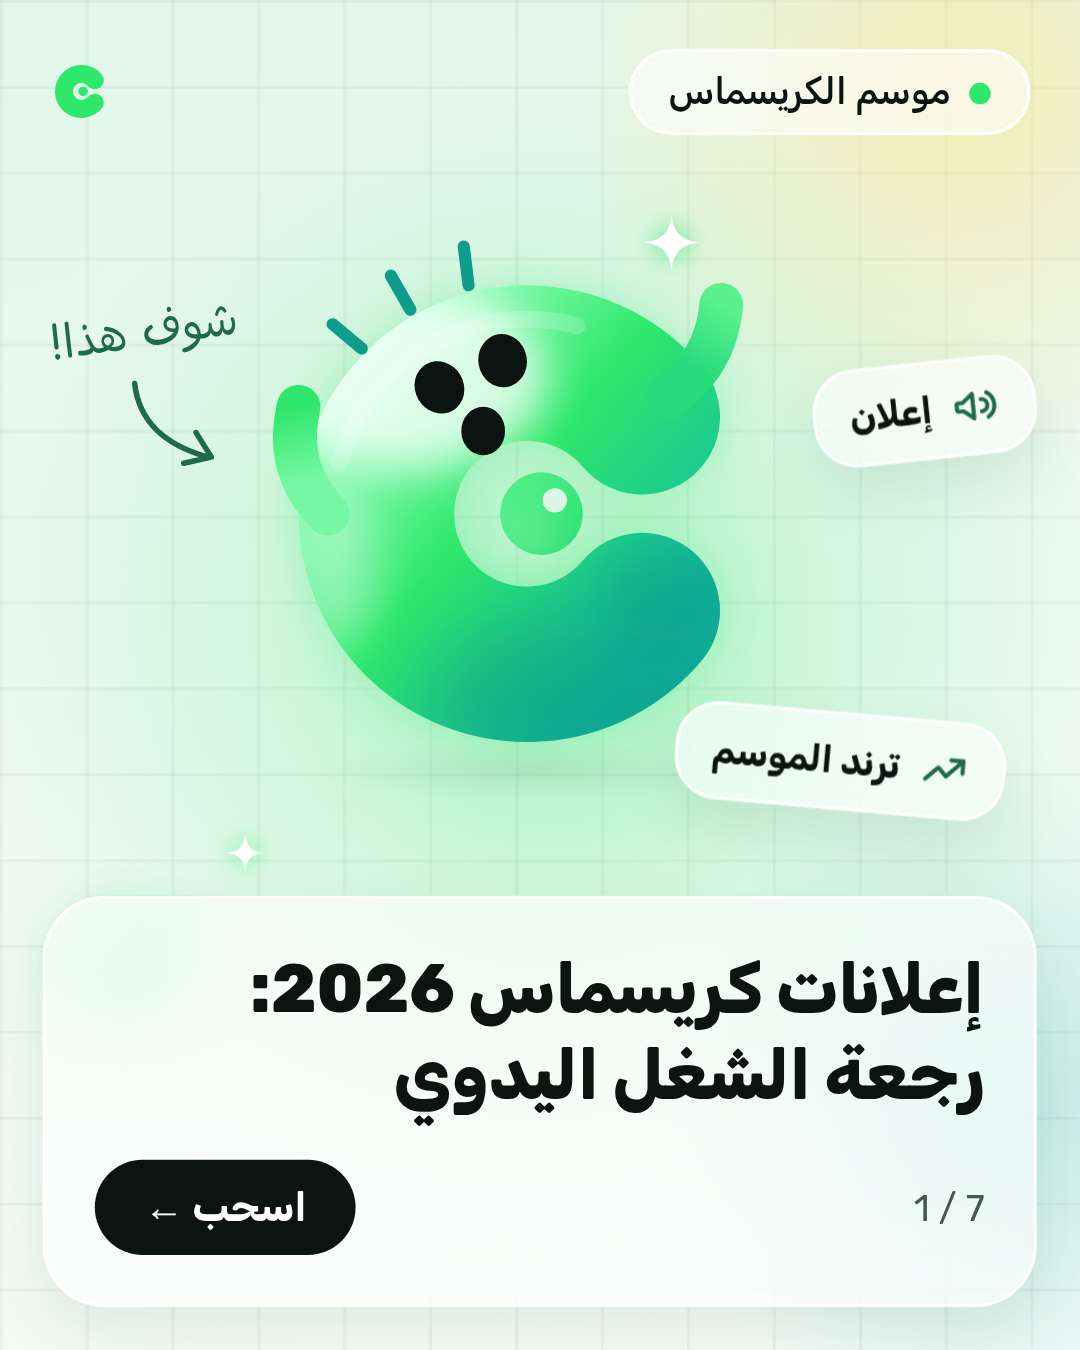 موسم الكريسماس
شوف هذا!
إعلان
ترند الموسم
إعلانات كريسماس 2026:
رجعة الشغل اليدوي
1 / 7
اسحب ←